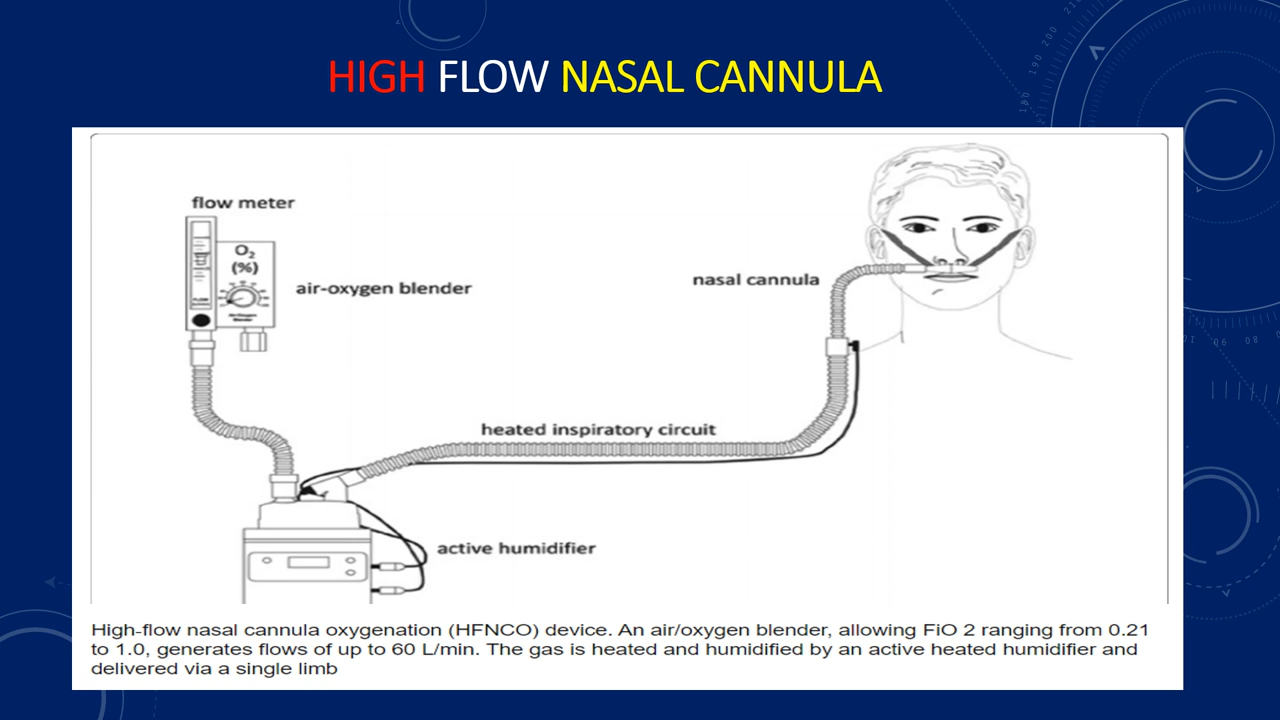 HIGH FLOW NASAL CANNULA
flow meter
O₂
(%)
air-oxygen blender
nasal cannula
heated inspiratory circuit
active humidifier
High-flow nasal cannula oxygenation (HFNCO) device. An air/oxygen blender, allowing FiO 2 ranging from 0.21
to 1.0, generates flows of up to 60 L/min. The gas is heated and humidified by an active heated humidifier and
delivered via a single limb